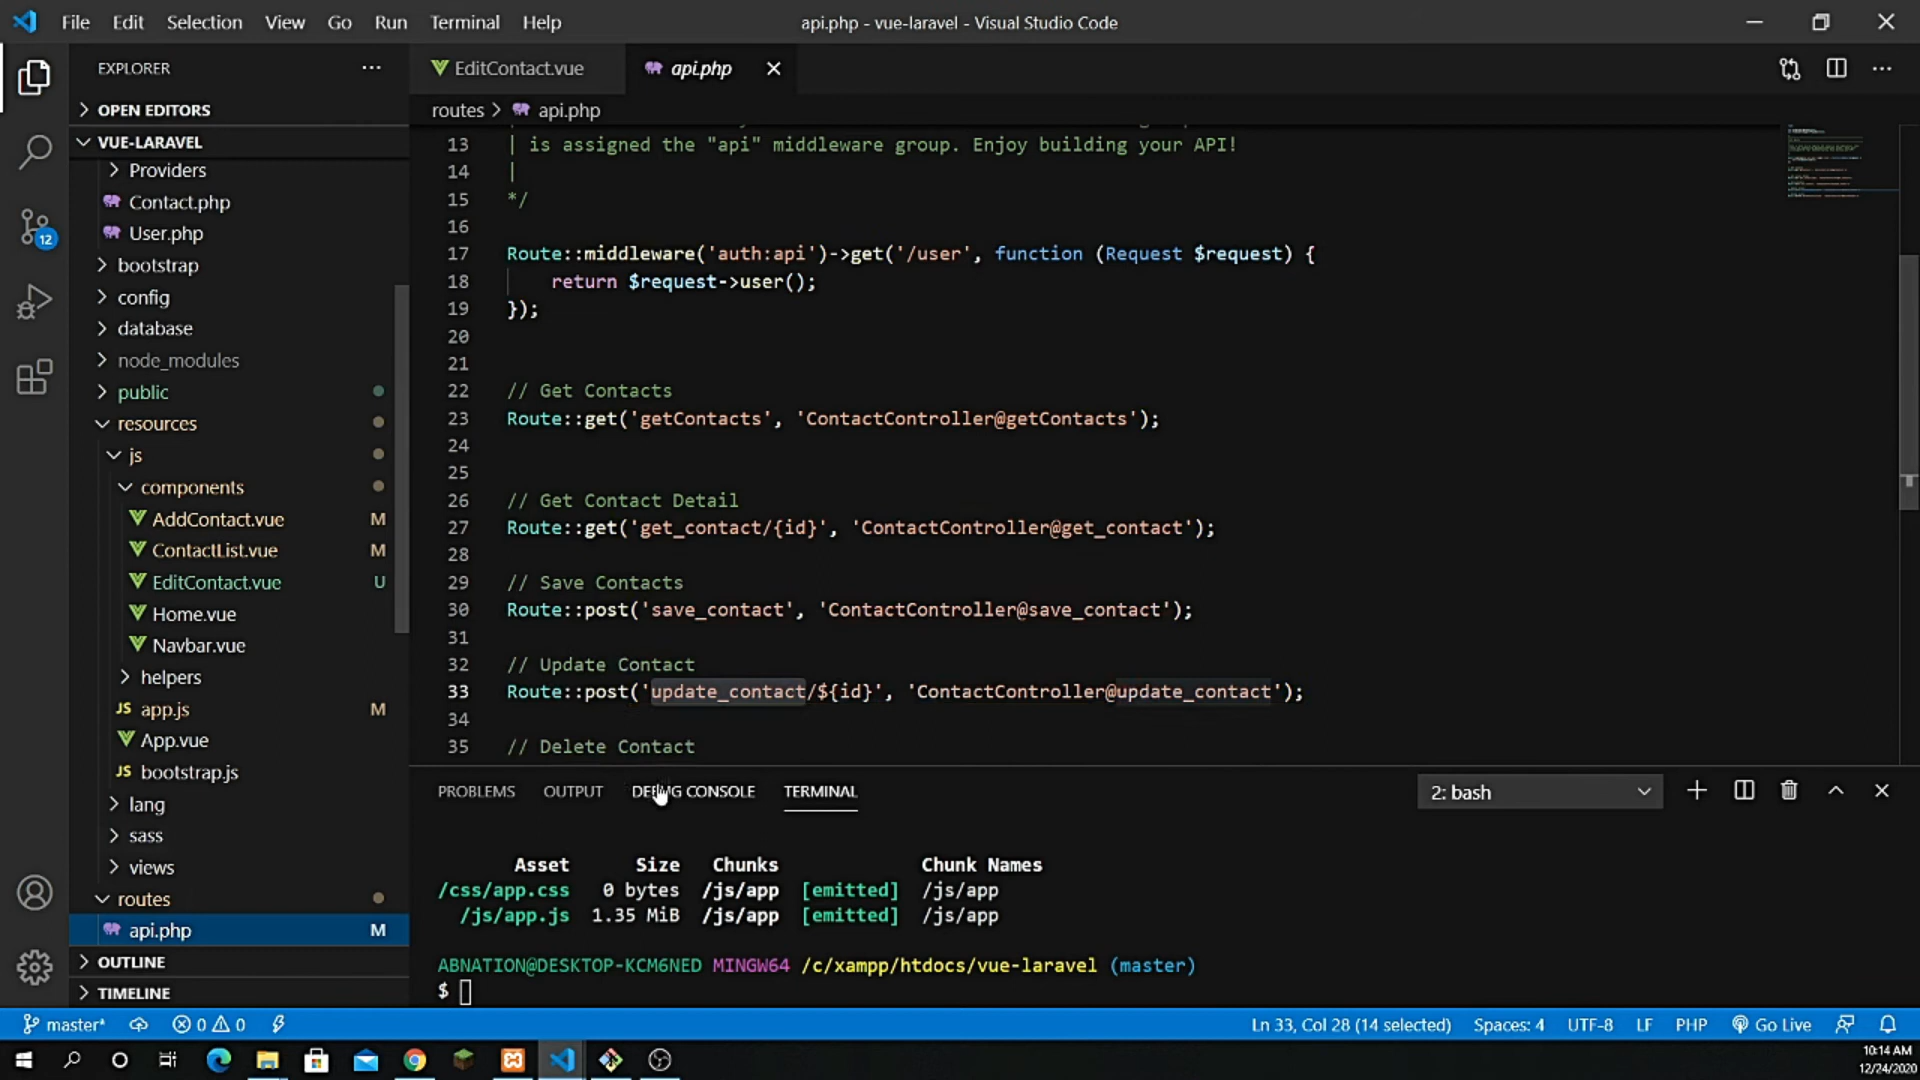 File Edit Selection View Go Run Terminal Help
api.php - vue-laravel - Visual Studio Code
EXPLORER
OPEN EDITORS
VUE-LARAVEL
Providers
Contact.php
User.php
bootstrap
config
database
node_modules
public
resources
js
components
AddContact.vue M
ContactList.vue M
EditContact.vue U
Home.vue
Navbar.vue
helpers
JS app.js M
App.vue
JS bootstrap.js
lang
sass
views
routes
api.php M
OUTLINE
TIMELINE
12
EditContact.vue
api.php
routes > api.php
13 | is assigned the "api" middleware group. Enjoy building your API!
14 |
15 */
16
17 Route::middleware('auth:api')->get('/user', function (Request $request) {
18 return $request->user();
19 });
20
21
22 // Get Contacts
23 Route::get('getContacts', 'ContactController@getContacts');
24
25
26 // Get Contact Detail
27 Route::get('get_contact/{id}', 'ContactController@get_contact');
28
29 // Save Contacts
30 Route::post('save_contact', 'ContactController@save_contact');
31
32 // Update Contact
33 Route::post('update_contact/${id}', 'ContactController@update_contact');
34
35 // Delete Contact
PROBLEMS OUTPUT DEBUG CONSOLE TERMINAL
2: bash
Asset Size Chunks Chunk Names
/css/app.css 0 bytes /js/app [emitted] /js/app
/js/app.js 1.35 MiB /js/app [emitted] /js/app
ABNATION@DESKTOP-KCM6NED MINGW64 /c/xampp/htdocs/vue-laravel (master)
$
master* 0 0
Ln 33, Col 28 (14 selected) Spaces: 4 UTF-8 LF PHP Go Live
10:14 AM
12/24/2020